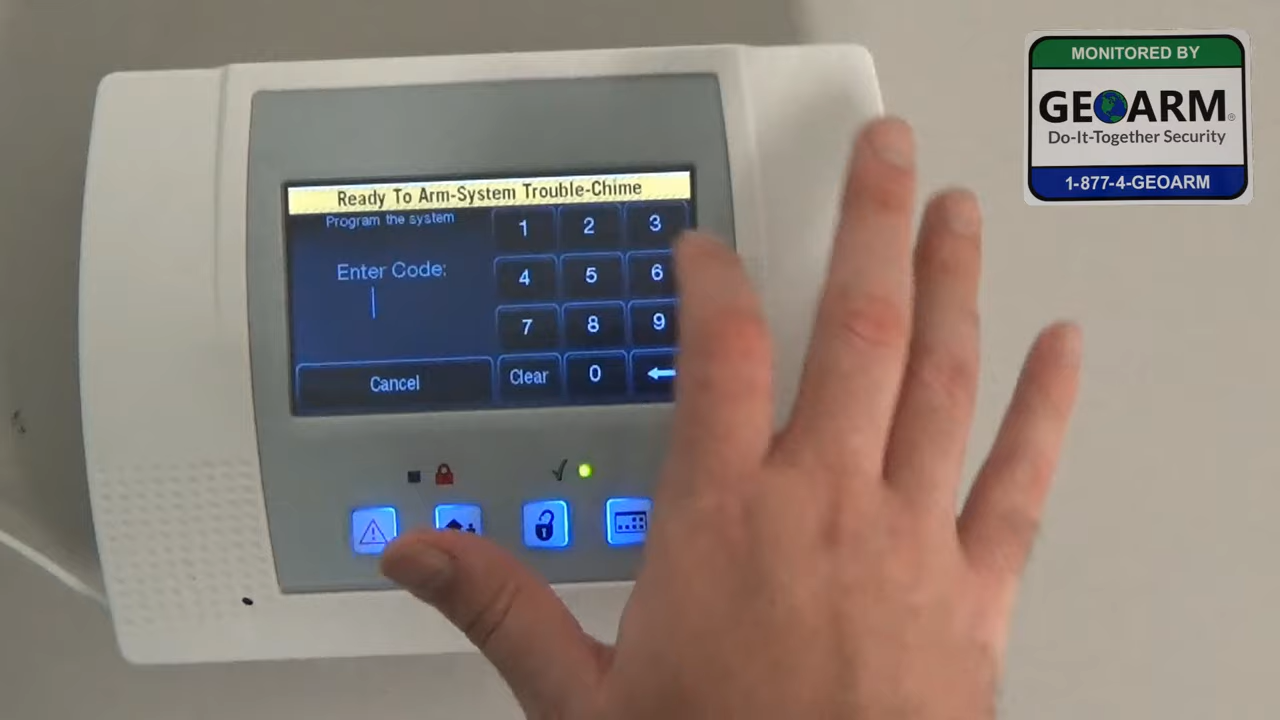 MONITORED BY
GEOARM®
Do-It-Together Security
1-877-4-GEOARM
Ready To Arm-System Trouble-Chime
Program the system
Enter Code:
1 2 3
4 5 6
7 8 9
Cancel Clear 0 ←